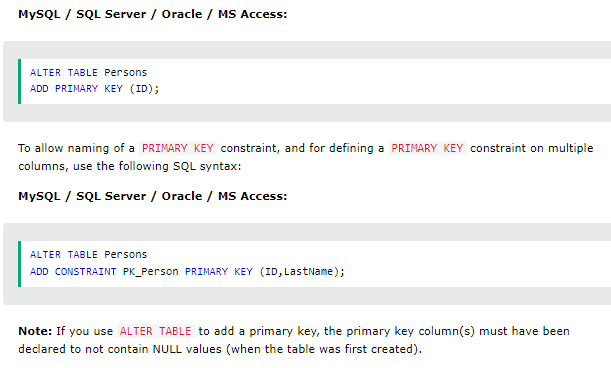 MySQL / SQL Server / Oracle / MS Access:
ALTER TABLE Persons
ADD PRIMARY KEY (ID);
To allow naming of a PRIMARY KEY constraint, and for defining a PRIMARY KEY constraint on multiple
columns, use the following SQL syntax:
MySQL / SQL Server / Oracle / MS Access:
ALTER TABLE Persons
ADD CONSTRAINT PK_Person PRIMARY KEY (ID,LastName);
Note: If you use ALTER TABLE to add a primary key, the primary key column(s) must have been
declared to not contain NULL values (when the table was first created).